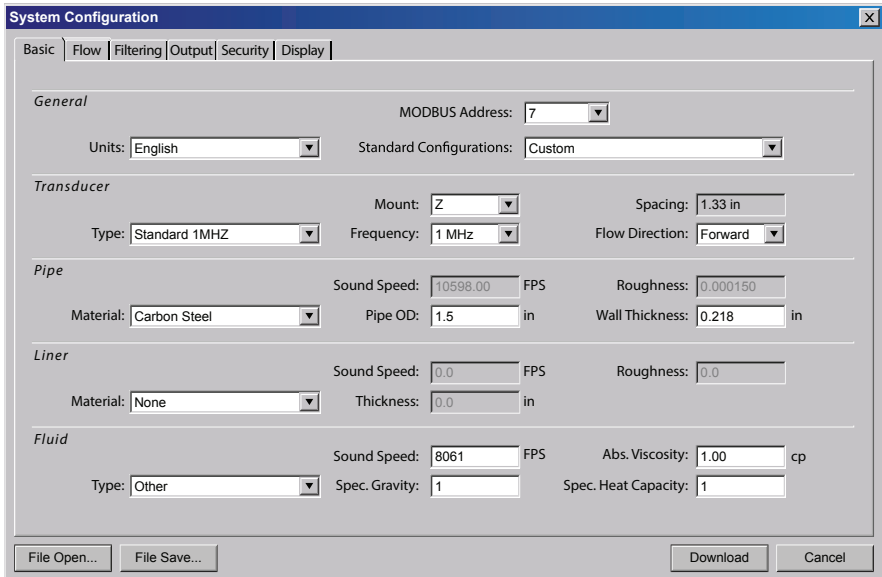 System Configuration X
Basic Flow Filtering Output Security Display
General
MODBUS Address: 7
Units: English Standard Configurations: Custom
Transducer
Mount: Z Spacing: 1.33 in
Type: Standard 1MHZ Frequency: 1 MHz Flow Direction: Forward
Pipe
Sound Speed: 10598.00 FPS Roughness: 0.000150
Material: Carbon Steel Pipe OD: 1.5 in Wall Thickness: 0.218 in
Liner
Sound Speed: 0.0 FPS Roughness: 0.0
Material: None Thickness: 0.0 in
Fluid
Sound Speed: 8061 FPS Abs. Viscosity: 1.00 cp
Type: Other Spec. Gravity: 1 Spec. Heat Capacity: 1
File Open... File Save... Download Cancel